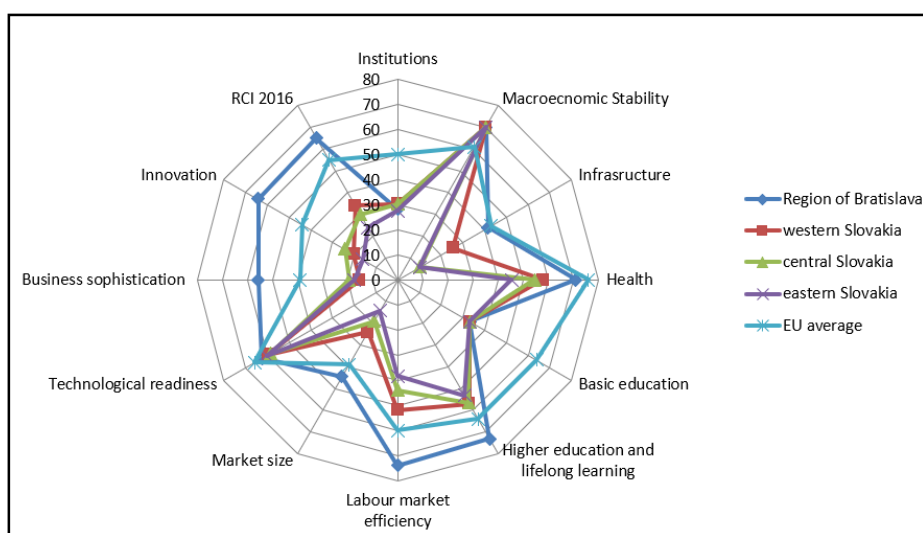 Institutions
80
70
60
50
40
30
20
10
0
RCI 2016
Macroecnomic Stability
Innovation
Infrasructure
Business sophistication
Health
Technological readiness
Basic education
Market size
Higher education and
lifelong learning
Labour market
efficiency
Region of Bratislava
western Slovakia
central Slovakia
eastern Slovakia
EU average